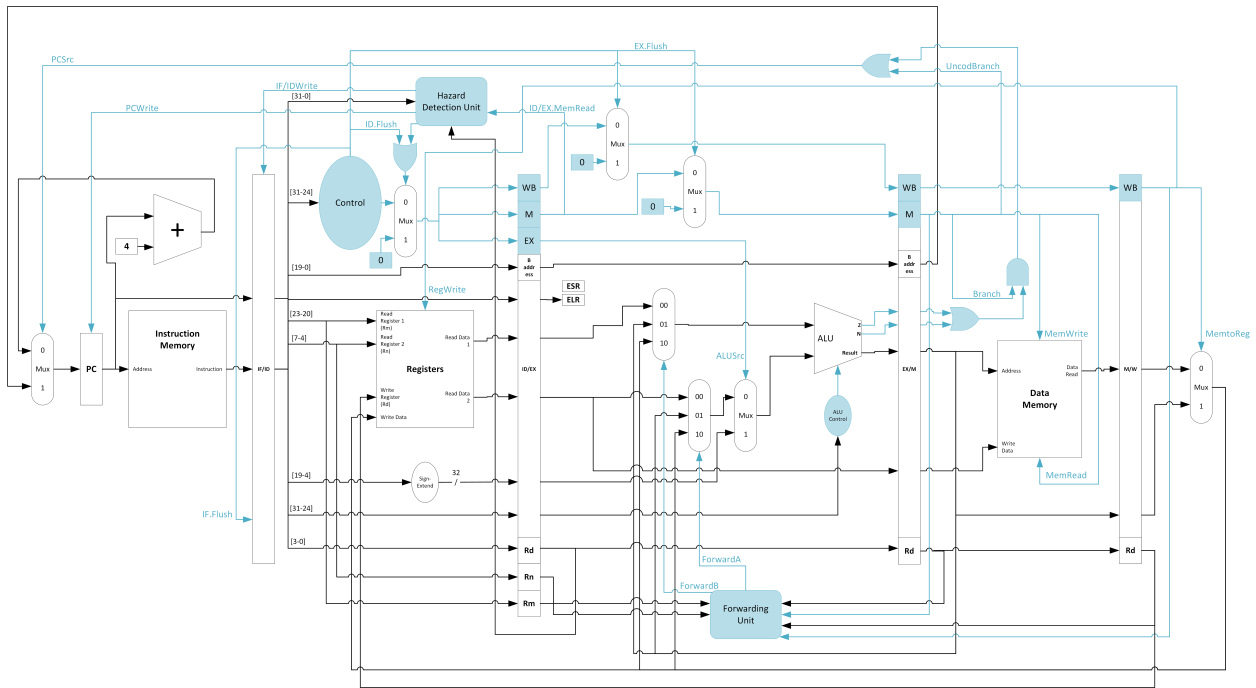 EX.Flush
PCSrc
UncodBranch
IF/IDWrite
[31-0]
Hazard
Detection Unit
PCWrite
ID/EX.MemRead
ID.Flush
0
Mux
1
0
0
Mux
1
0
[31-24]
Control
0
Mux
1
0
WB
M
EX
WB
M
WB
+
4
[19-0]
B
addr
ess
B
addr
ess
ESR
ELR
RegWrite
Branch
[23-20]
[7-4]
Read
Register 1
(Rm)
Read
Register 2
(Rn)
Read Data
1
Registers
Write
Register
(Rd)
Read Data
2
Write Data
Instruction
Memory
Address
Instruction
0
Mux
1
PC
IF/ID
ID/EX
00
01
10
ALU
Z
N
Result
ALUSrc
00
01
10
0
Mux
1
ALU
Control
EX/M
MemWrite
Address
Data
Read
Data
Memory
Write
Data
MemRead
M/W
MemtoReg
0
Mux
1
[19-4]
Sign-
Extend
32
/
[31-24]
IF.Flush
[3-0]
Rd
Rn
Rm
Rd
Rd
ForwardA
ForwardB
Forwarding
Unit